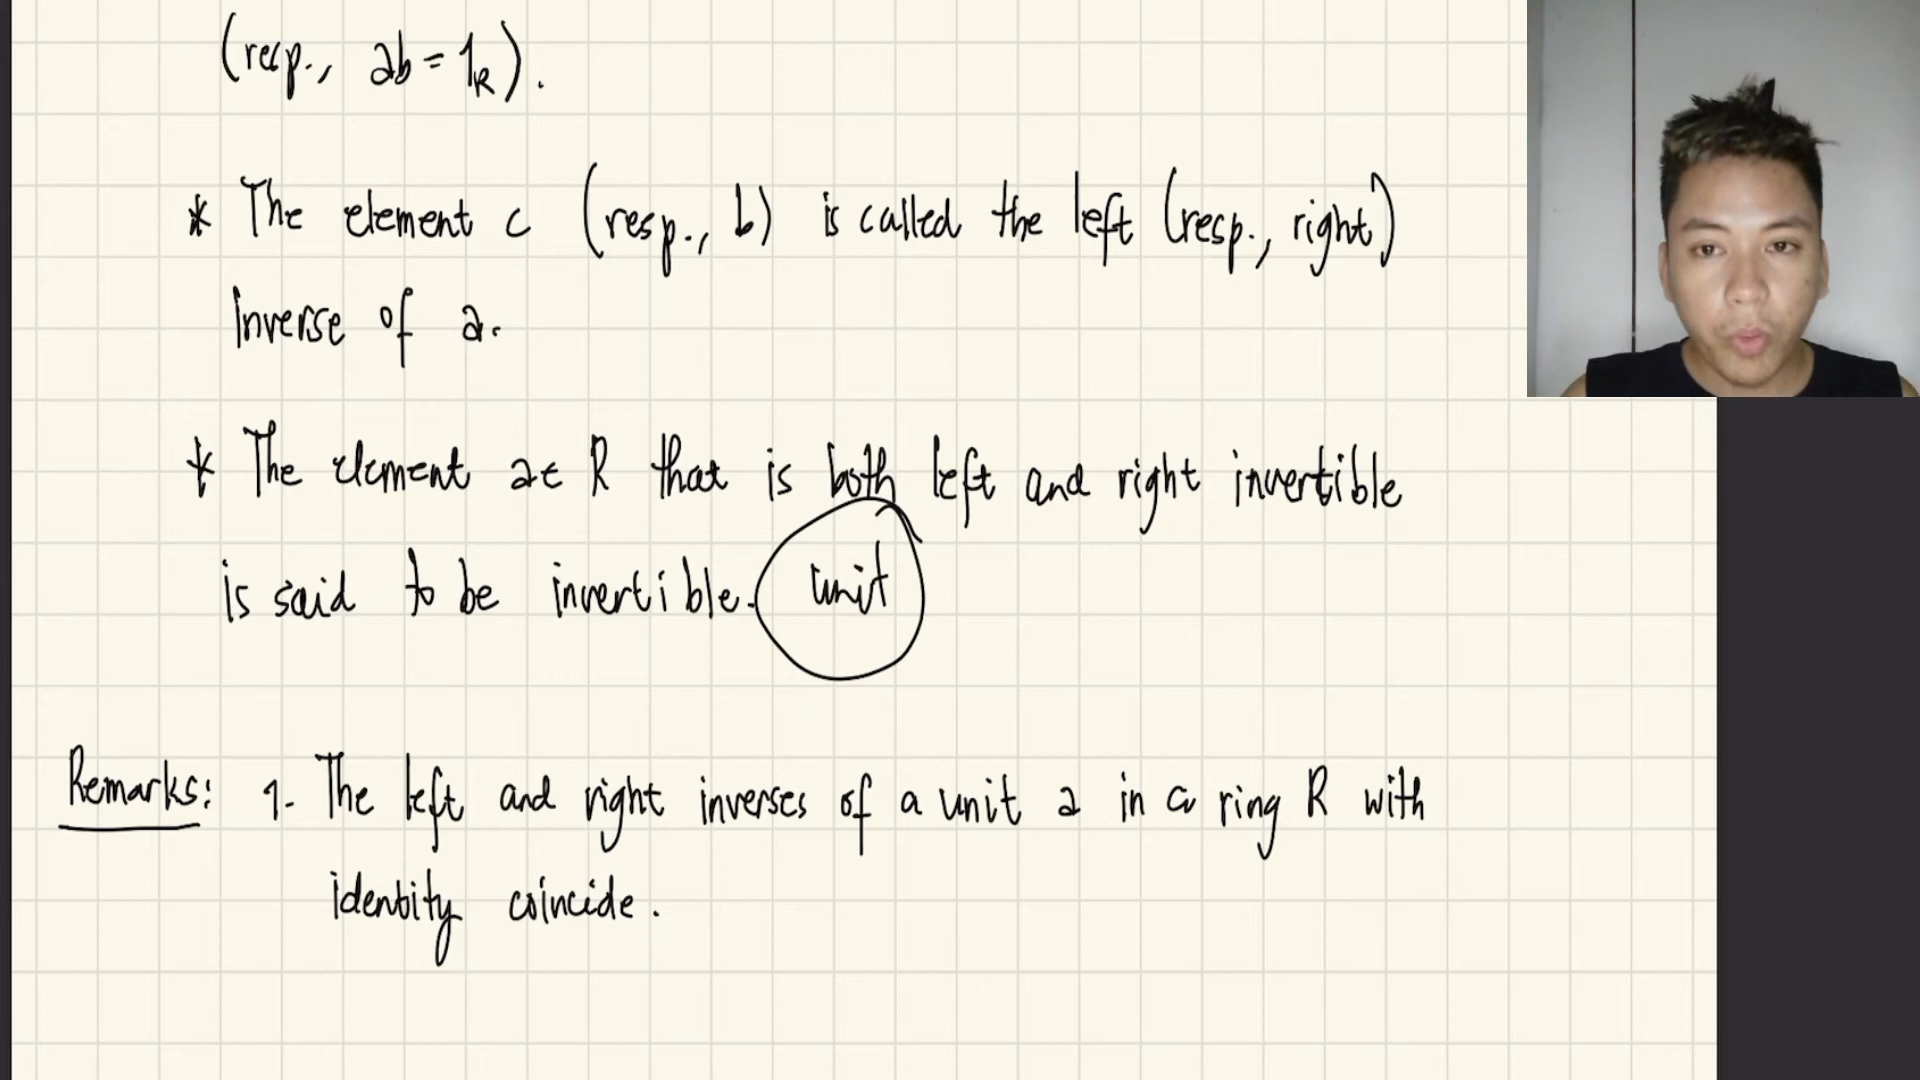 (resp., ab = 1_R).
* The element c (resp., b) is called the left (resp., right)
inverse of a.
* The element a ∈ R that is both left and right invertible
is said to be invertible. unit
Remarks: 1. The left and right inverses of a unit a in a ring R with
identity coincide.